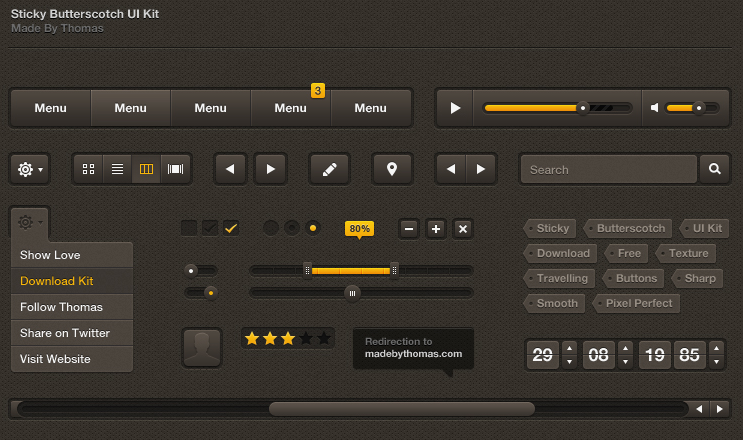 Sticky Butterscotch UI Kit
Made By Thomas
3
Menu Menu Menu Menu Menu
Search
Sticky Butterscotch UI Kit
80%
Download Free Texture
Show Love
Travelling Buttons Sharp
Download Kit
Smooth Pixel Perfect
Follow Thomas
Share on Twitter
Redirection to
madebythomas.com
29 08 19 85
Visit Website